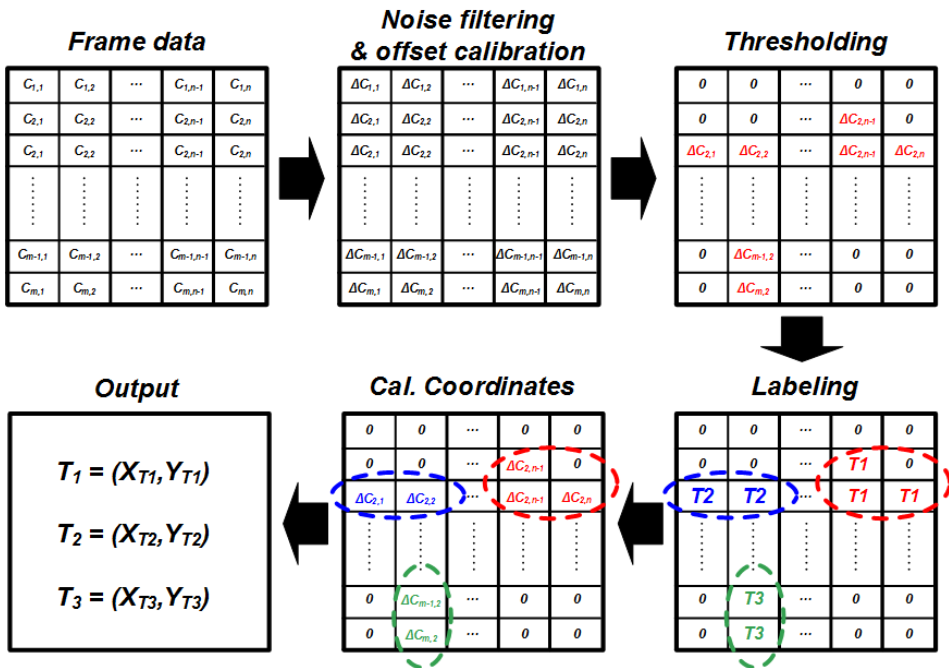 Frame data
C1,1 C1,2 ... C1,n-1 C1,n
C2,1 C2,2 ... C2,n-1 C2,n
C2,1 C2,2 ... C2,n-1 C2,n
Cm-1,1 Cm-1,2 ... Cm-1,n-1 Cm-1,n
Cm,1 Cm,2 ... Cm,n-1 Cm,n
Noise filtering
& offset calibration
ΔC1,1 ΔC1,2 ... ΔC1,n-1 ΔC1,n
ΔC2,1 ΔC2,2 ... ΔC2,n-1 ΔC2,n
ΔC2,1 ΔC2,2 ... ΔC2,n-1 ΔC2,n
ΔCm-1,1 ΔCm-1,2 ... ΔCm-1,n-1 ΔCm-1,n
ΔCm,1 ΔCm,2 ... ΔCm,n-1 ΔCm,n
Thresholding
0 0 ... 0 0
0 0 ... ΔC2,n-1 0
ΔC2,1 ΔC2,2 ... ΔC2,n-1 ΔC2,n
0 ΔCm-1,2 ... 0 0
0 ΔCm,2 ... 0 0
Labeling
0 0 ... 0 0
0 0 ... T1 0
T2 T2 ... T1 T1
0 T3 ... 0 0
0 T3 ... 0 0
Cal. Coordinates
0 0 ... 0 0
0 0 ... ΔC2,n-1 0
ΔC2,1 ΔC2,2 ... ΔC2,n-1 ΔC2,n
0 ΔCm-1,2 ... 0 0
0 ΔCm,2 ... 0 0
Output
T1 = (XT1,YT1)
T2 = (XT2,YT2)
T3 = (XT3,YT3)